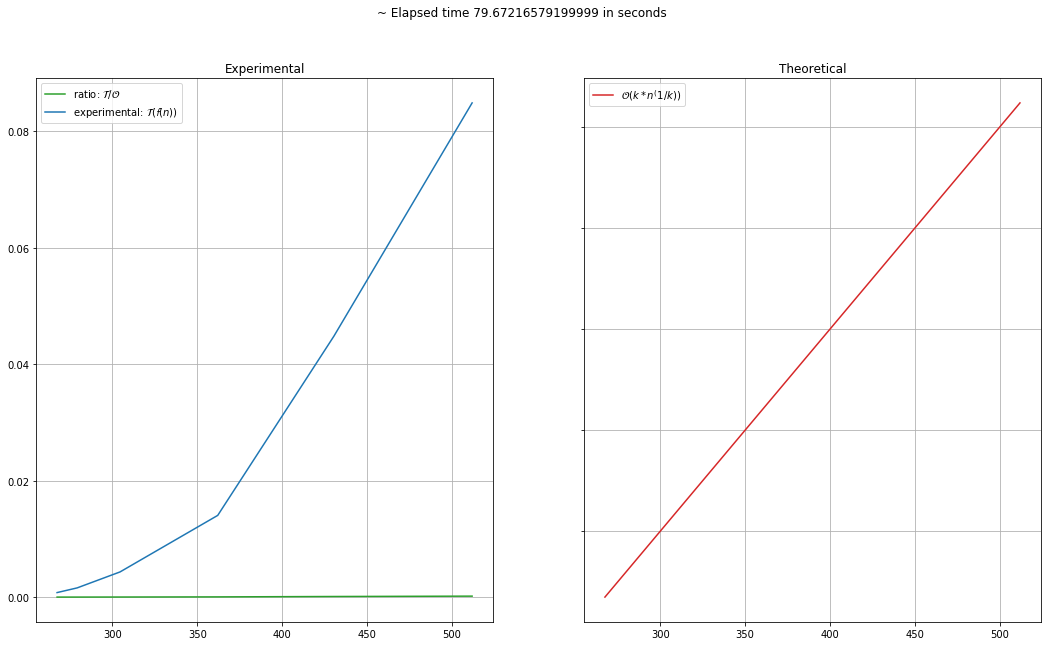 ~ Elapsed time 79.67216579199999 in seconds
Experimental
ratio: 𝒯/𝒪
experimental: 𝒯(f(n))
0.08
0.06
0.04
0.02
0.00
300 350 400 450 500
Theoretical
𝒪(k * n⁽1/k))
300 350 400 450 500